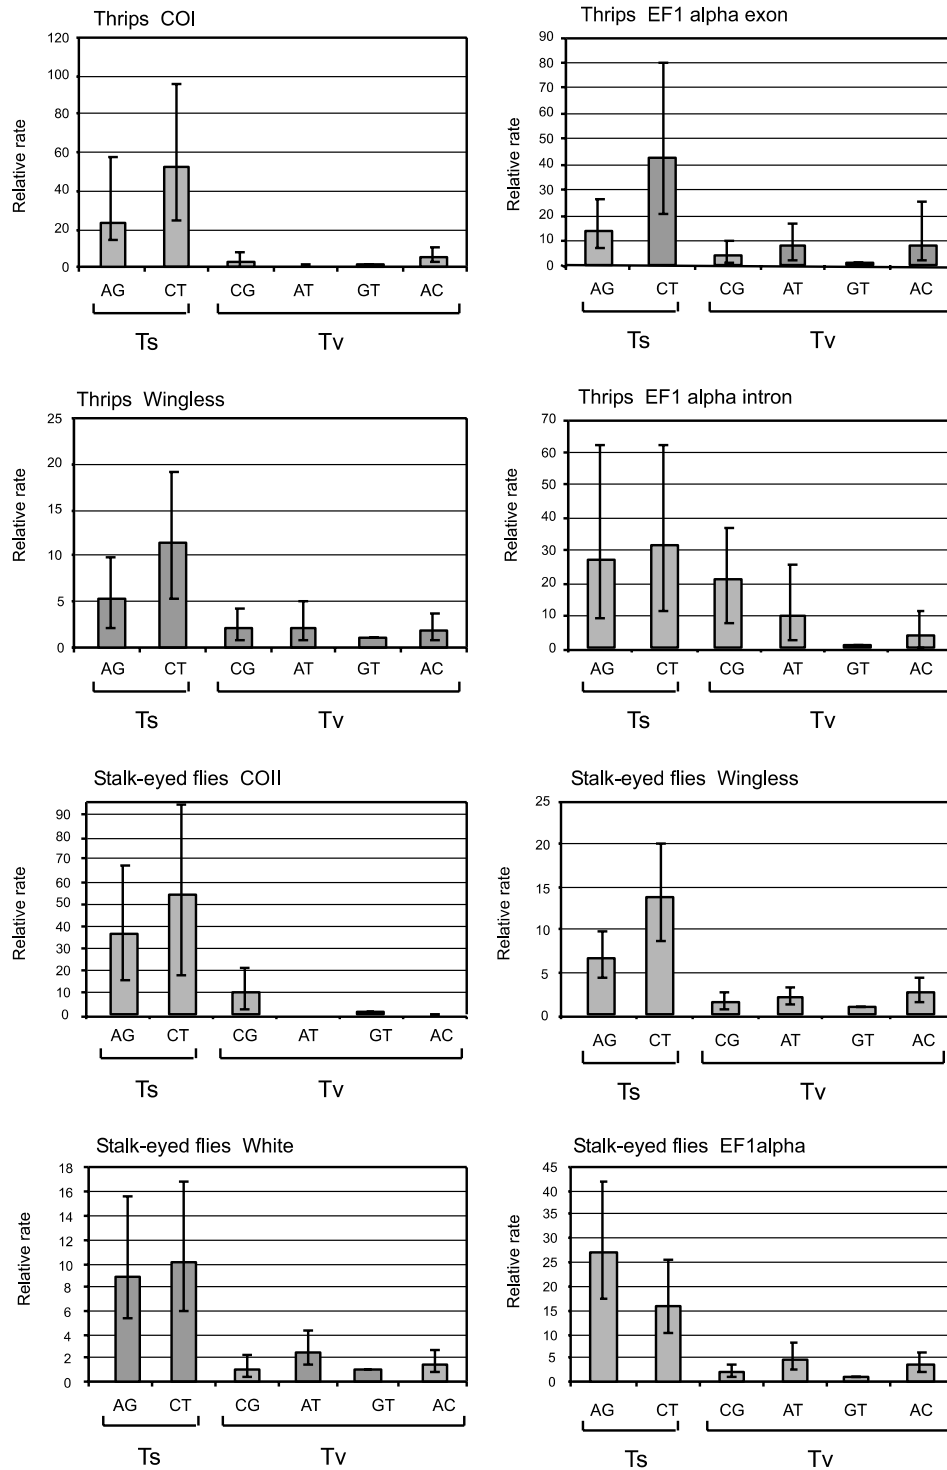 Thrips COI
Relative rate
120
100
80
60
40
20
0
AG CT CG AT GT AC
Ts Tv
Thrips EF1 alpha exon
Relative rate
90
80
70
60
50
40
30
20
10
0
AG CT CG AT GT AC
Ts Tv
Thrips Wingless
Relative rate
25
20
15
10
5
0
AG CT CG AT GT AC
Ts Tv
Thrips EF1 alpha intron
Relative rate
70
60
50
40
30
20
10
0
AG CT CG AT GT AC
Ts Tv
Stalk-eyed flies COII
Relative rate
90
80
70
60
50
40
30
20
10
0
AG CT CG AT GT AC
Ts Tv
Stalk-eyed flies Wingless
Relative rate
25
20
15
10
5
0
AG CT CG AT GT AC
Ts Tv
Stalk-eyed flies White
Relative rate
18
16
14
12
10
8
6
4
2
0
AG CT CG AT GT AC
Ts Tv
Stalk-eyed flies EF1alpha
Relative rate
45
40
35
30
25
20
15
10
5
0
AG CT CG AT GT AC
Ts Tv